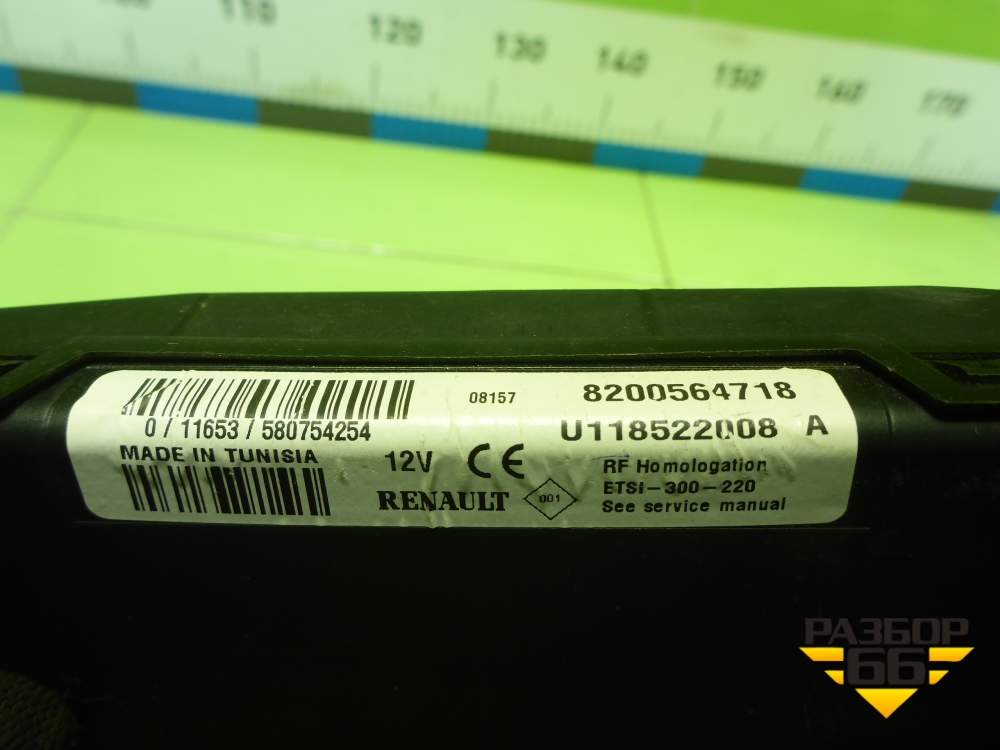 110 120 130 140 150 160 170
08157 8200564718
0 / 11653 / 580754254 U118522008 A
MADE IN TUNISIA 12V CE RF Homologation
RENAULT 001 ETSI-300-220
See service manual
РАЗБОР
66